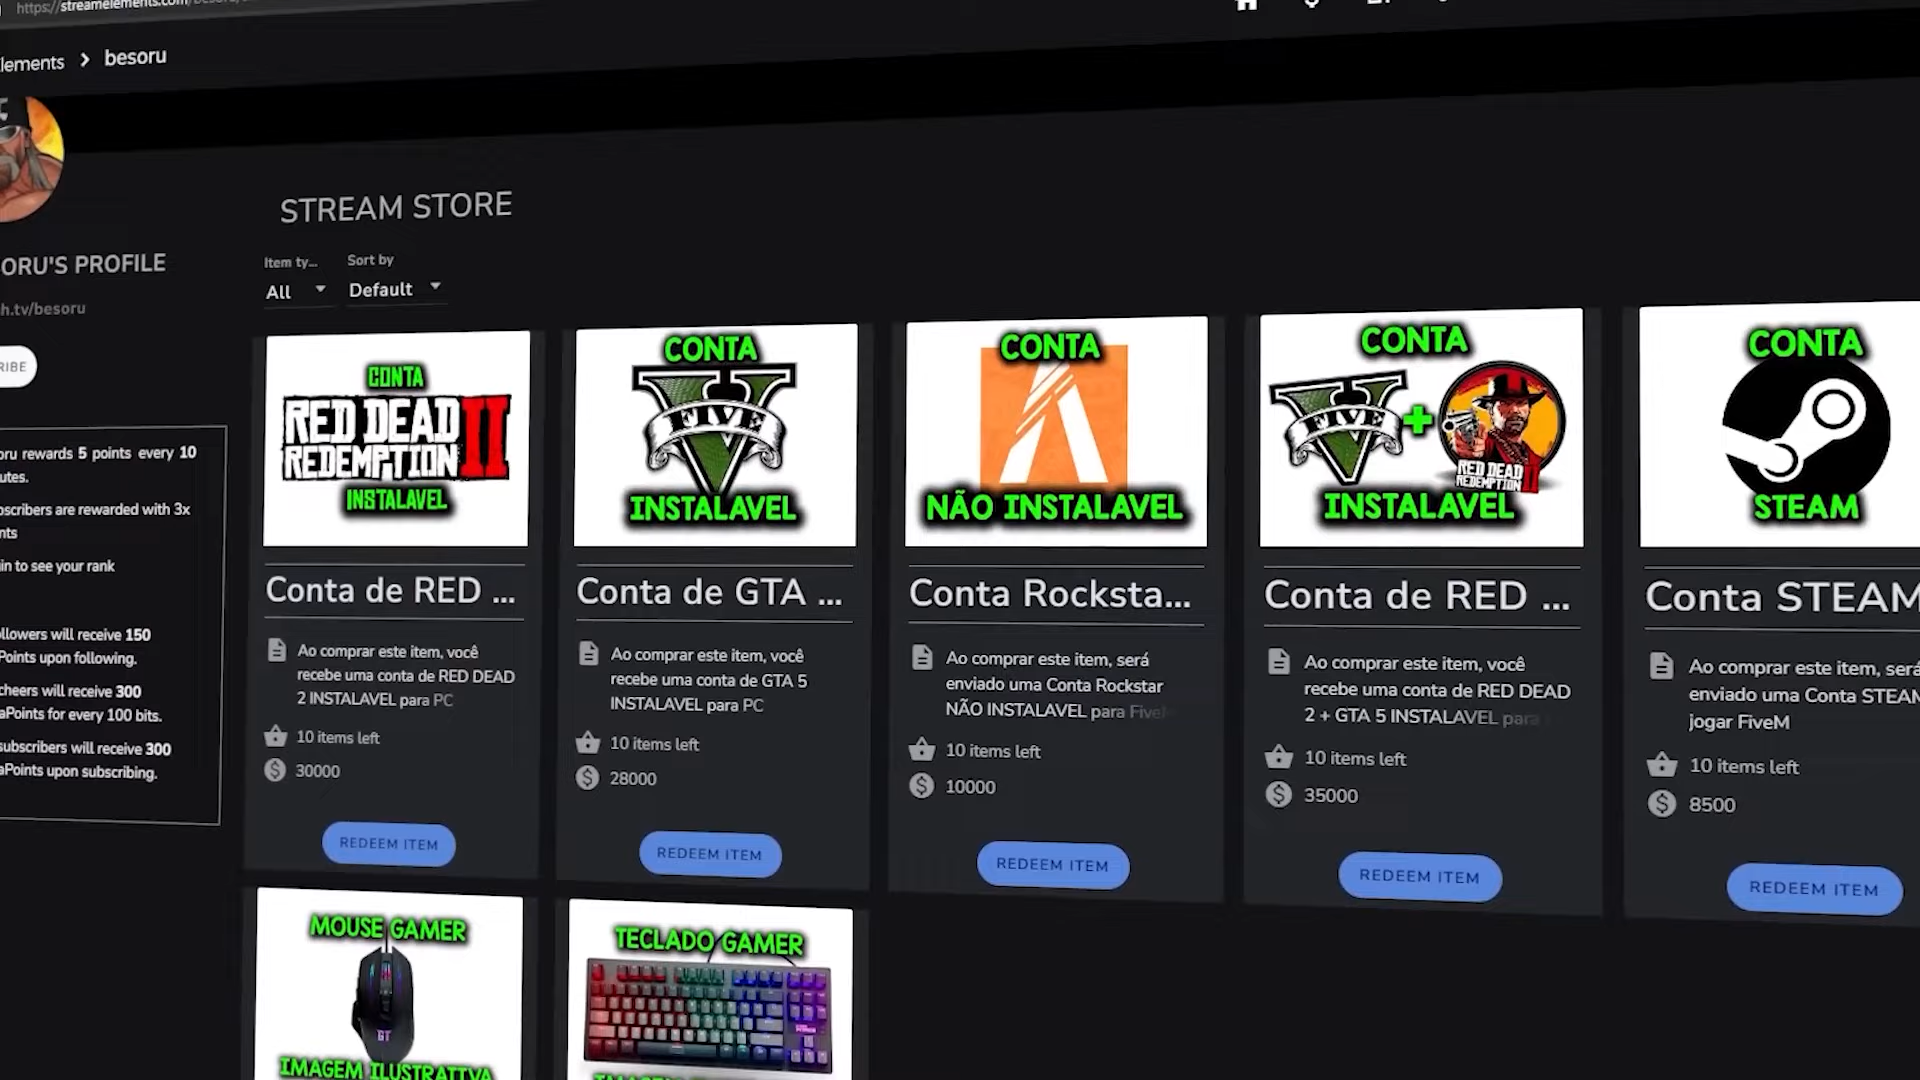 https://streamelements.com/
lements > besoru
STREAM STORE
ORU'S PROFILE
h.tv/besoru
RIBE
oru rewards 5 points every 10
utes.
bscribers are rewarded with 3x
nts
in to see your rank
llowers will receive 150
Points upon following.
cheers will receive 300
aPoints for every 100 bits.
subscribers will receive 300
aPoints upon subscribing.
Item ty...
Sort by
All
Default
CONTA
RED DEAD
REDEMPTION II
INSTALAVEL
Conta de RED ...
Ao comprar este item, você
recebe uma conta de RED DEAD
2 INSTALAVEL para PC
10 items left
30000
REDEEM ITEM
CONTA
V
FIVE
INSTALAVEL
Conta de GTA ...
Ao comprar este item, você
recebe uma conta de GTA 5
INSTALAVEL para PC
10 items left
28000
REDEEM ITEM
CONTA
NÃO INSTALAVEL
Conta Rocksta...
Ao comprar este item, será
enviado uma Conta Rockstar
NÃO INSTALAVEL para Five
10 items left
10000
REDEEM ITEM
CONTA
V
FIVE
+
RED DEAD
REDEMPTION II
INSTALAVEL
Conta de RED ...
Ao comprar este item, você
recebe uma conta de RED DEAD
2 + GTA 5 INSTALAVEL para
10 items left
35000
REDEEM ITEM
CONTA
STEAM
Conta STEAM
Ao comprar este item, será
enviado uma Conta STEAM
jogar FiveM
10 items left
8500
REDEEM ITEM
MOUSE GAMER
GT
IMAGEM ILUSTRATIVA
TECLADO GAMER